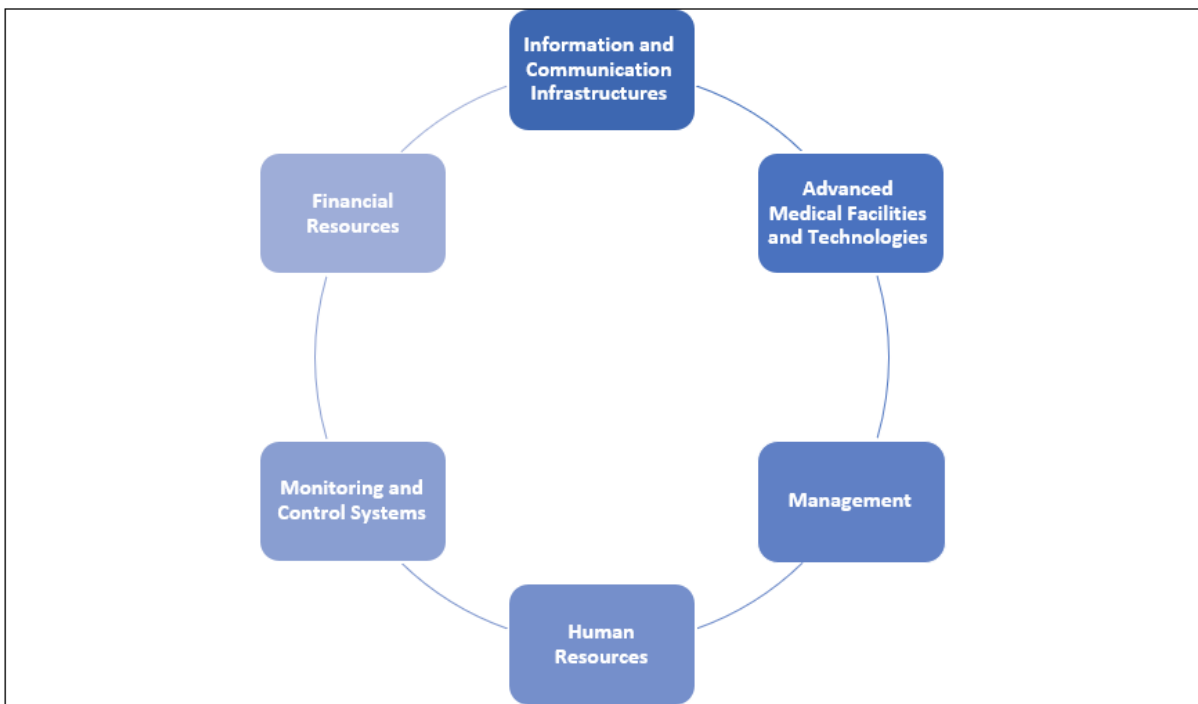 Information and
Communication
Infrastructures
Advanced
Medical Facilities
and Technologies
Management
Human
Resources
Monitoring and
Control Systems
Financial
Resources